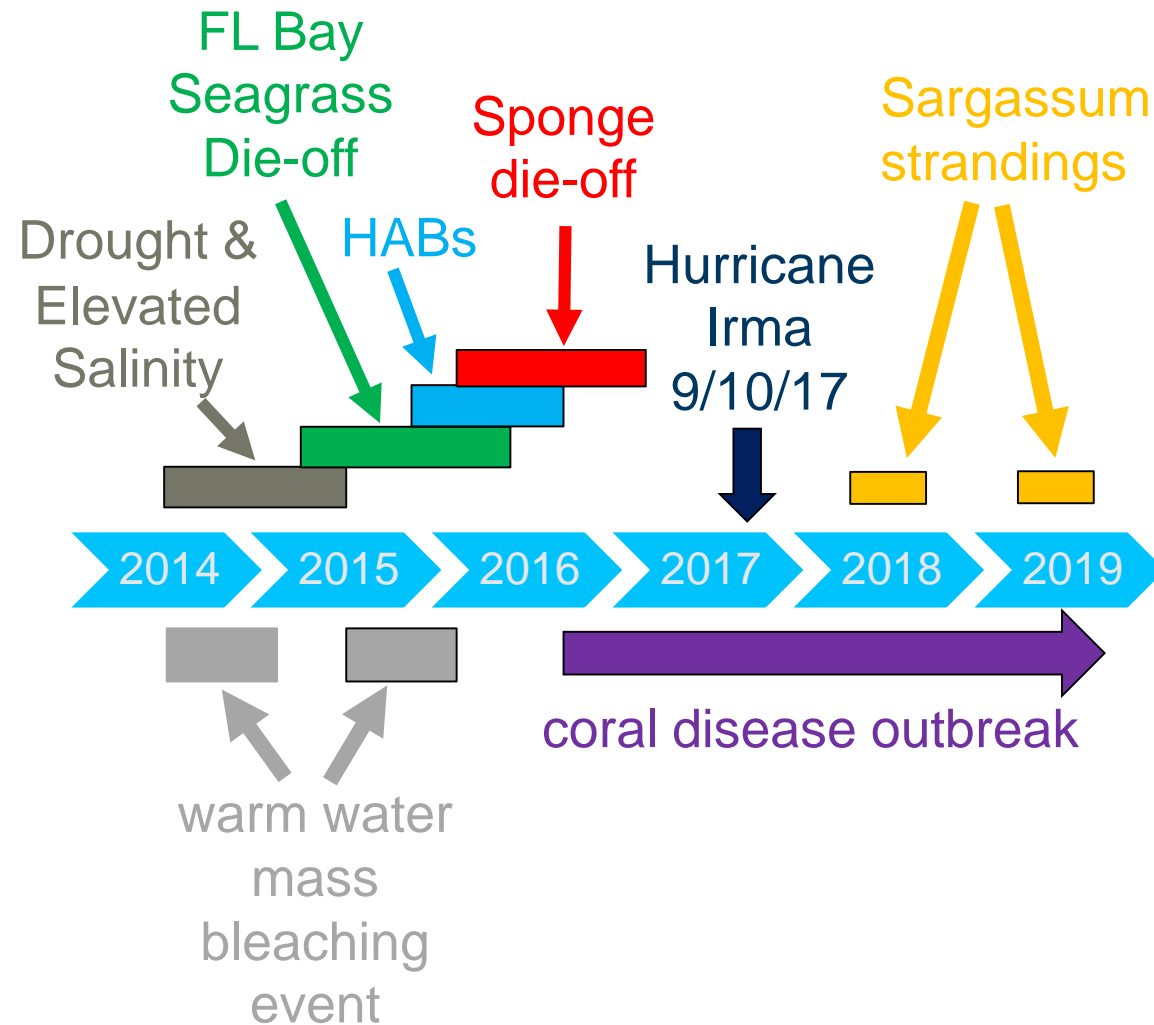 FL Bay
Seagrass
Die-off
Sponge
die-off
Sargassum
strandings
Drought &
Elevated
Salinity
HABs
Hurricane
Irma
9/10/17
2014
2015
2016
2017
2018
2019
coral disease outbreak
warm water
mass
bleaching
event